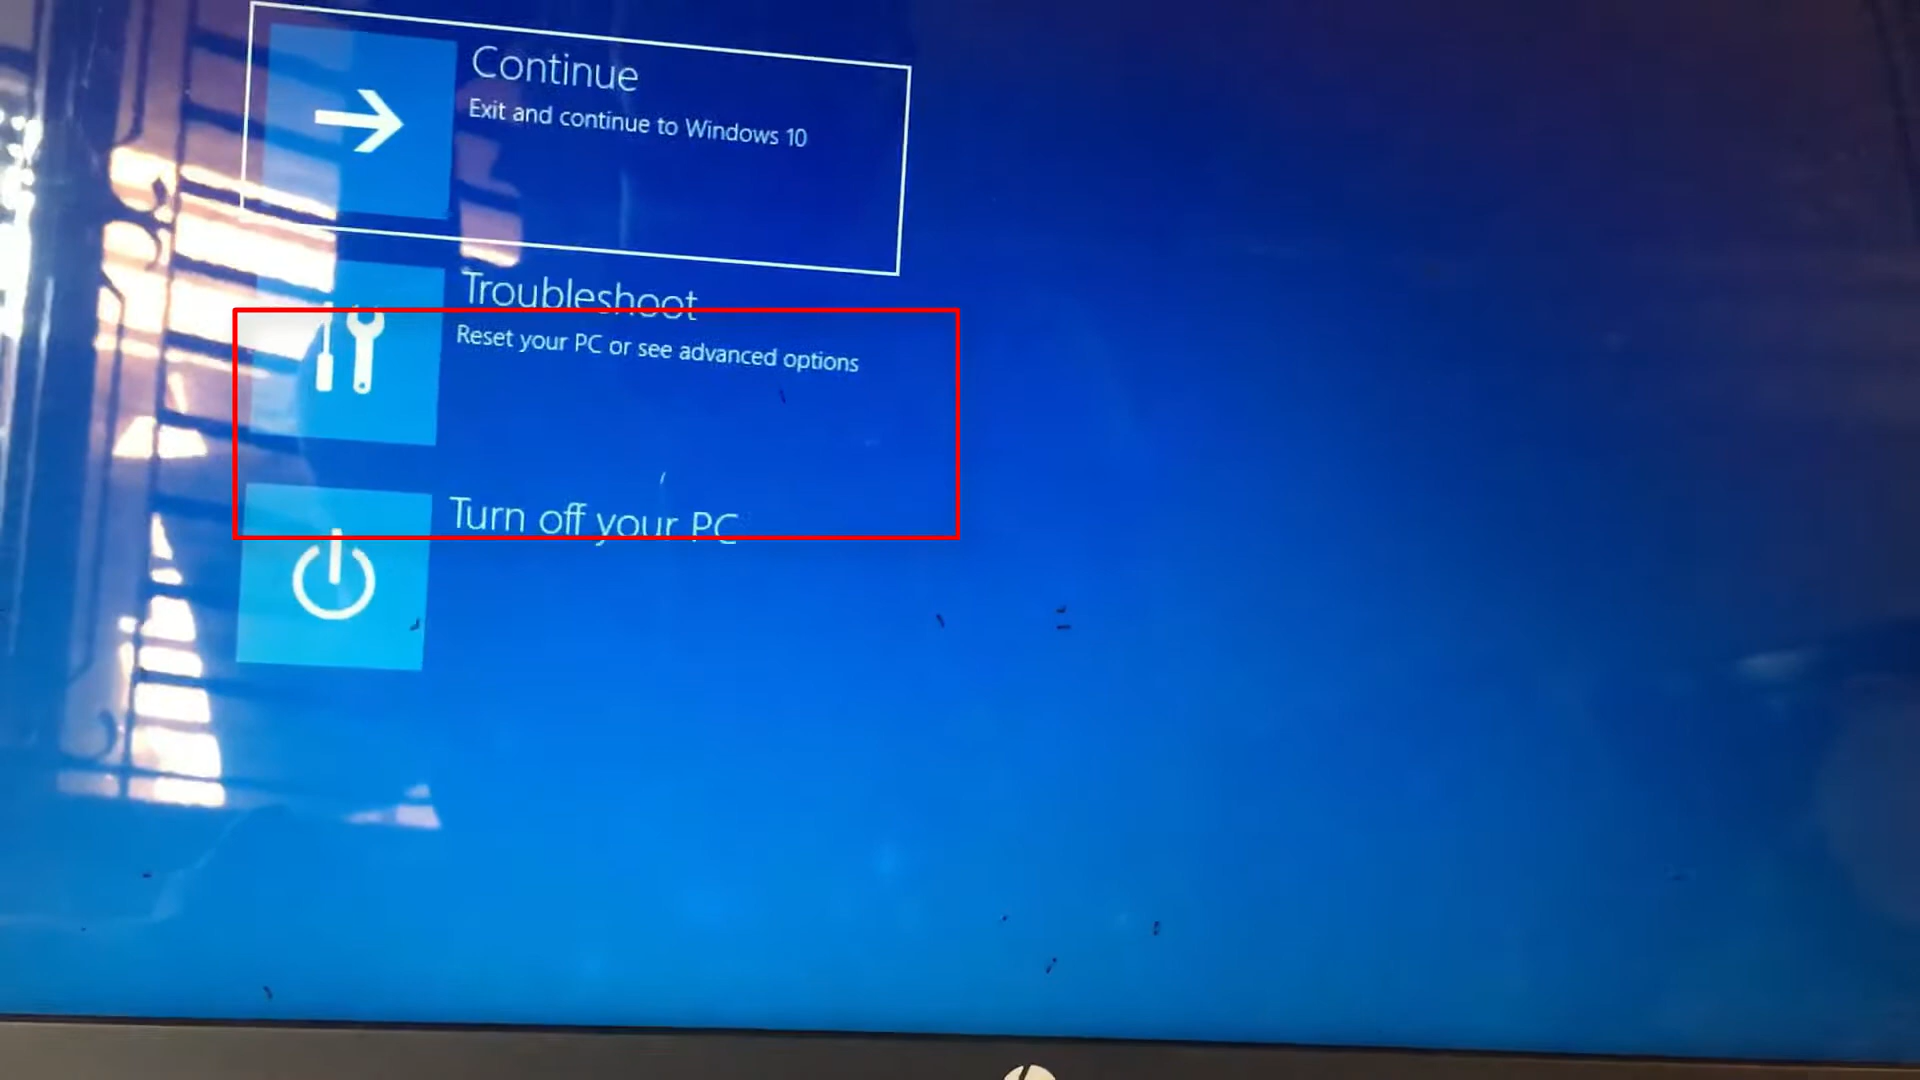 Continue
Exit and continue to Windows 10
Troubleshoot
Reset your PC or see advanced options
Turn off your PC